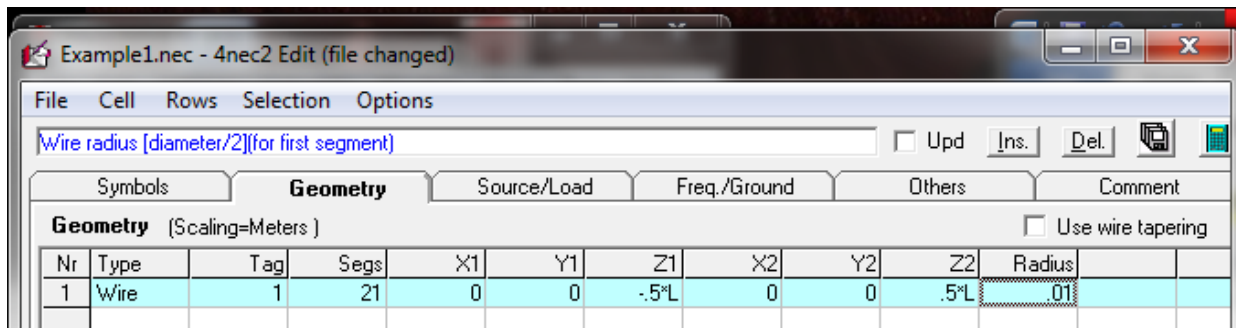 Example1.nec - 4nec2 Edit (file changed)
File Cell Rows Selection Options
Wire radius [diameter/2](for first segment) Upd Ins. Del.
Symbols Geometry Source/Load Freq./Ground Others Comment
Geometry (Scaling=Meters ) Use wire tapering
Nr Type Tag Segs X1 Y1 Z1 X2 Y2 Z2 Radius
1 Wire 1 21 0 0 -.5*L 0 0 .5*L .01